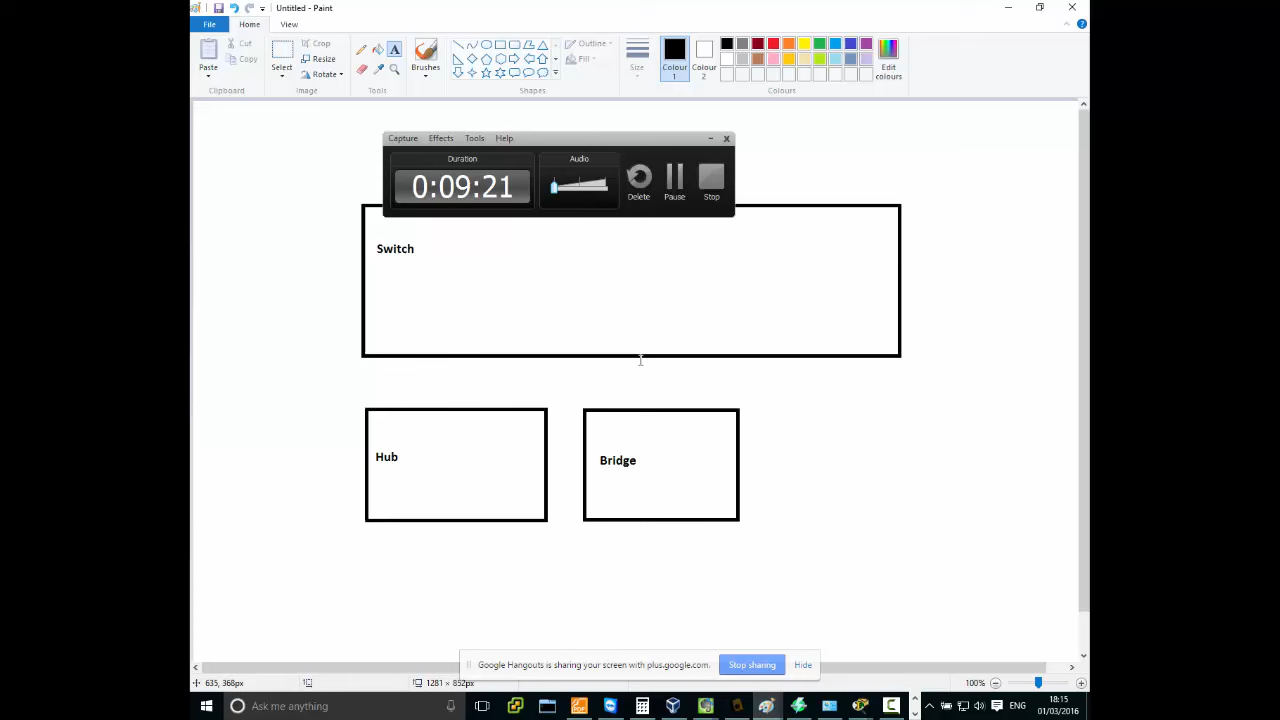 Untitled - Paint
File Home View
Paste
Cut
Copy
Clipboard
Select
Crop
Resize
Rotate
Image
Tools
Brushes
Shapes
Outline
Fill
Size
Colour 1
Colour 2
Edit colours
Colours
Capture Effects Tools Help
Duration
0:09:21
Audio
Delete Pause Stop
Switch
Hub
Bridge
Google Hangouts is sharing your screen with plus.google.com. Stop sharing Hide
635, 368px
1281 × 852px
100%
Ask me anything
ENG
18:15
01/03/2016